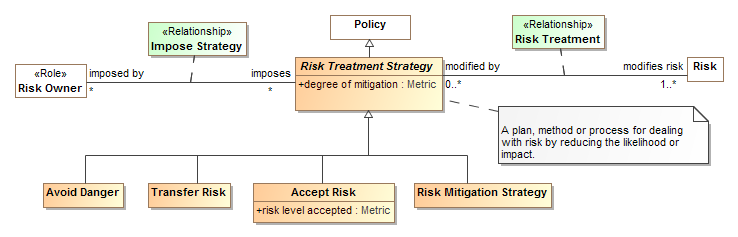 Policy
«Relationship»
Impose Strategy
«Relationship»
Risk Treatment
«Role»
Risk Owner
imposed by
*
imposes
*
Risk Treatment Strategy
+degree of mitigation : Metric
modified by
0..*
modifies risk
1..*
Risk
A plan, method or process for dealing
with risk by reducing the likelihood or
impact.
Avoid Danger
Transfer Risk
Accept Risk
+risk level accepted : Metric
Risk Mitigation Strategy